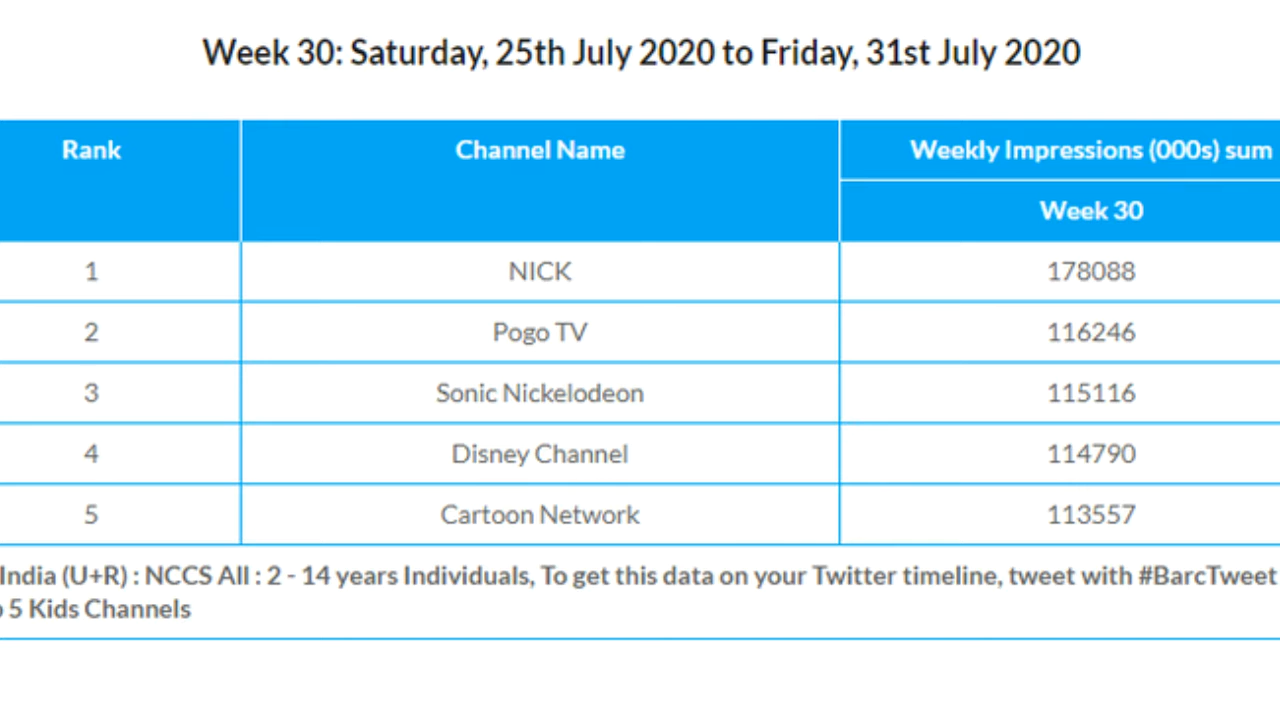 Week 30: Saturday, 25th July 2020 to Friday, 31st July 2020
Rank Channel Name Weekly Impressions (000s) sum
Week 30
1 NICK 178088
2 Pogo TV 116246
3 Sonic Nickelodeon 115116
4 Disney Channel 114790
5 Cartoon Network 113557
India (U+R) : NCCS All : 2 - 14 years Individuals, To get this data on your Twitter timeline, tweet with #BarcTweet
5 Kids Channels